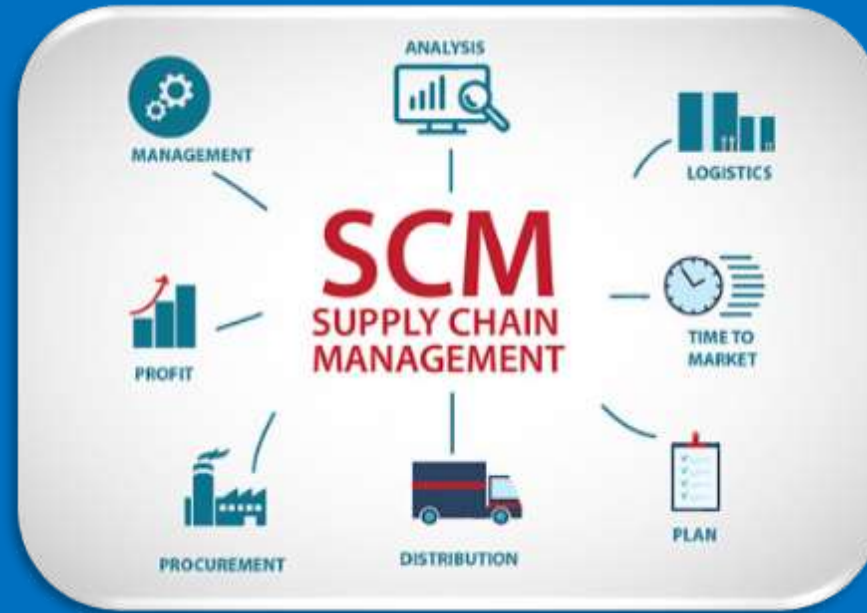 ANALYSIS
MANAGEMENT
LOGISTICS
SCM
SUPPLY CHAIN
MANAGEMENT
TIME TO
MARKET
PROFIT
PLAN
PROCUREMENT
DISTRIBUTION